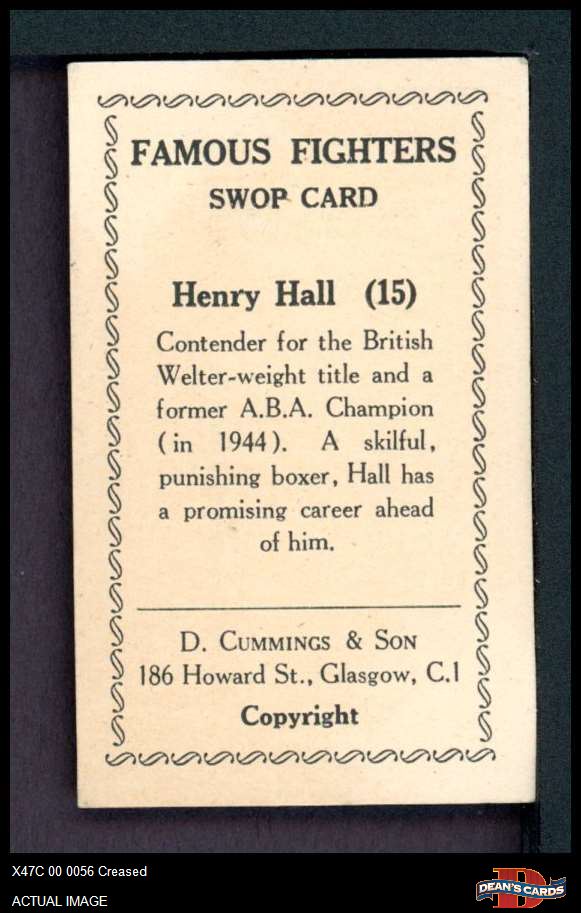 FAMOUS FIGHTERS
SWOP CARD
Henry Hall (15)
Contender for the British
Welter-weight title and a
former A.B.A. Champion
(in 1944). A skilful,
punishing boxer, Hall has
a promising career ahead
of him.
D. CUMMINGS & SON
186 Howard St., Glasgow, C.1
Copyright
X47C 00 0056 Creased
ACTUAL IMAGE
D
DEAN'S CARDS